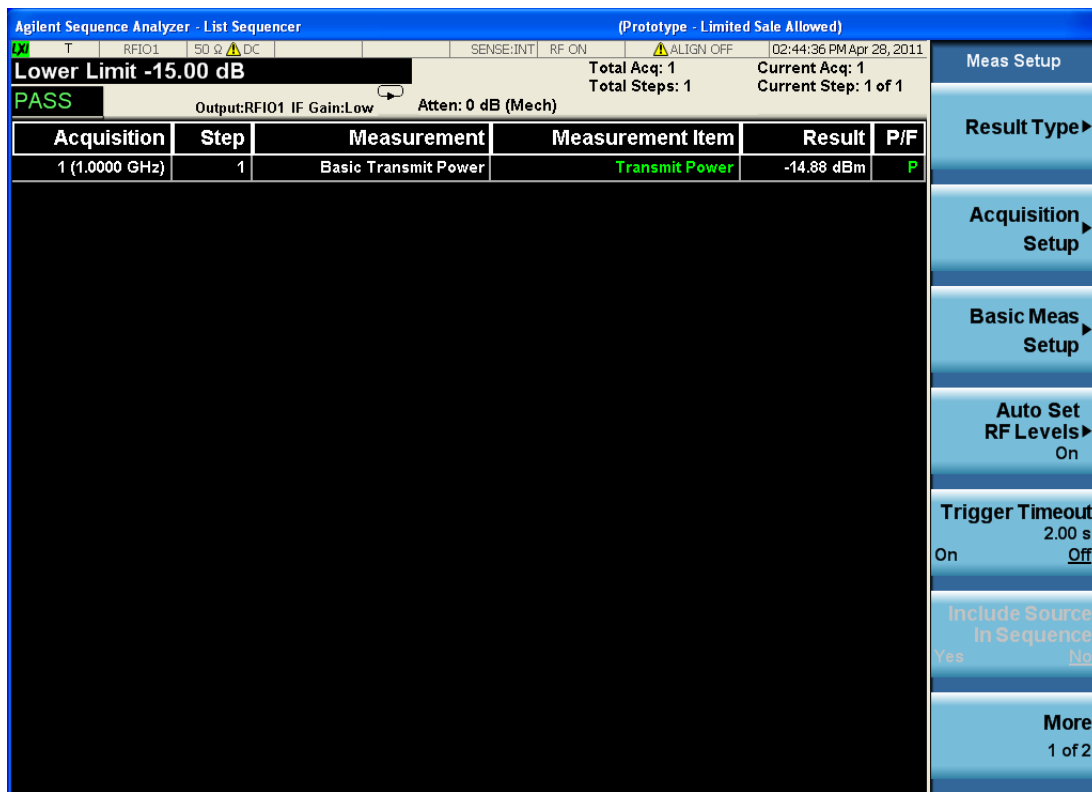 Agilent Sequence Analyzer - List Sequencer (Prototype - Limited Sale Allowed)
LXI T RFIO1 50 Ω DC SENSE:INT RF ON ALIGN OFF 02:44:36 PM Apr 28, 2011
Lower Limit -15.00 dB
Total Acq: 1 Current Acq: 1
Total Steps: 1 Current Step: 1 of 1
PASS
Output:RFIO1 IF Gain:Low Atten: 0 dB (Mech)
Acquisition Step Measurement Measurement Item Result P/F
1 (1.0000 GHz) 1 Basic Transmit Power Transmit Power -14.88 dBm P
Meas Setup
Result Type
Acquisition
Setup
Basic Meas
Setup
Auto Set
RF Levels
On
Trigger Timeout
2.00 s
On Off
Include Source
In Sequence
Yes No
More
1 of 2